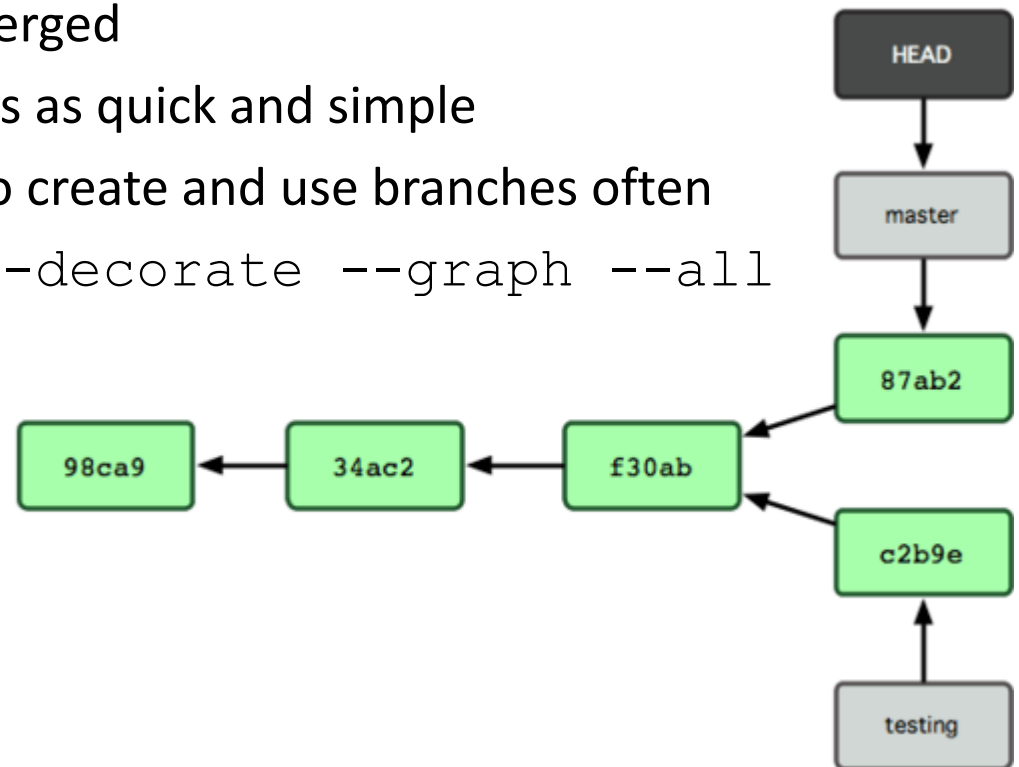 erged
HEAD
s as quick and simple
o create and use branches often
master
-decorate --graph --all
87ab2
98ca9 34ac2 f30ab
c2b9e
testing